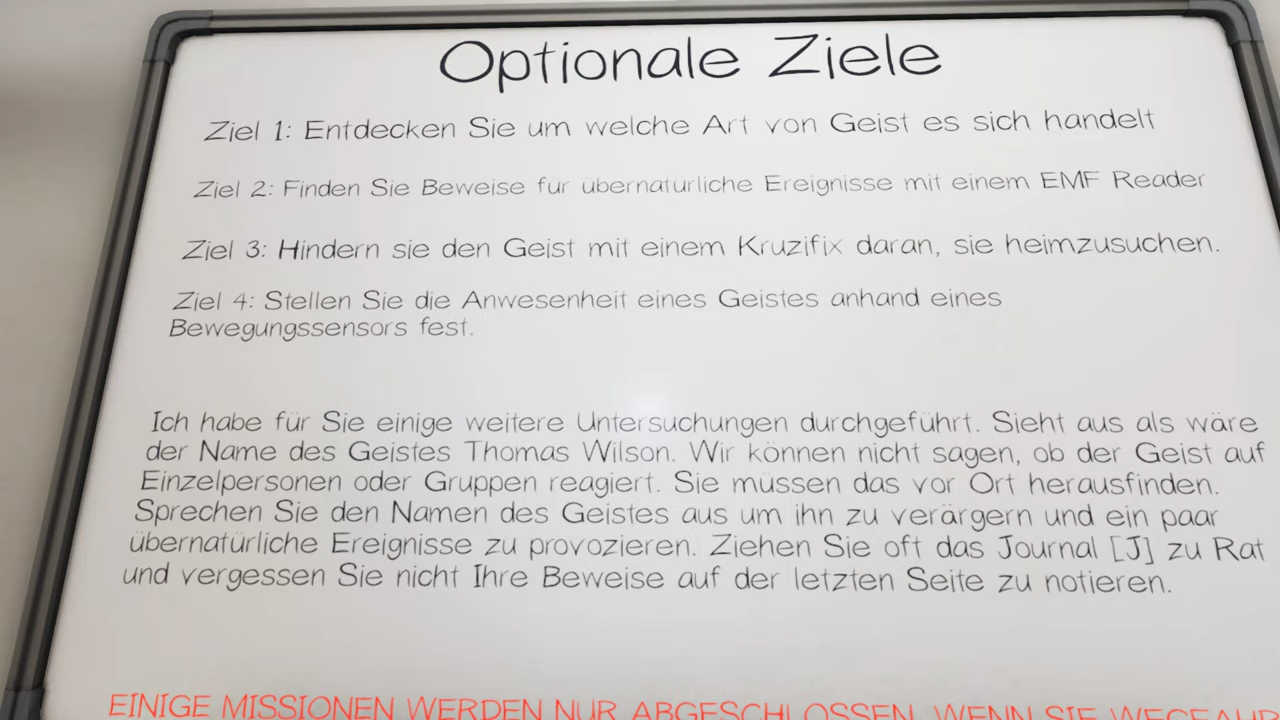 Optionale Ziele
Ziel 1: Entdecken Sie um welche Art von Geist es sich handelt
Ziel 2: Finden Sie Beweise fur übernaturliche Ereignisse mit einem EMF Reader
Ziel 3: Hindern sie den Geist mit einem Kruzifix daran, sie heimzusuchen.
Ziel 4: Stellen Sie die Anwesenheit eines Geistes anhand eines
Bewegungssensors fest.
Ich habe für Sie einige weitere Untersuchungen durchgeführt. Sieht aus als wäre
der Name des Geistes Thomas Wilson. Wir können nicht sagen, ob der Geist auf
Einzelpersonen oder Gruppen reagiert. Sie müssen das vor Ort herausfinden.
Sprechen Sie den Namen des Geistes aus um ihn zu verärgern und ein paar
übernatürliche Ereignisse zu provozieren. Ziehen Sie oft das Journal [J] zu Rat
und vergessen Sie nicht Ihre Beweise auf der letzten Seite zu notieren.
EINIGE MISSIONEN WERDEN NUR ABGESCHLOSSEN, WENN SIE